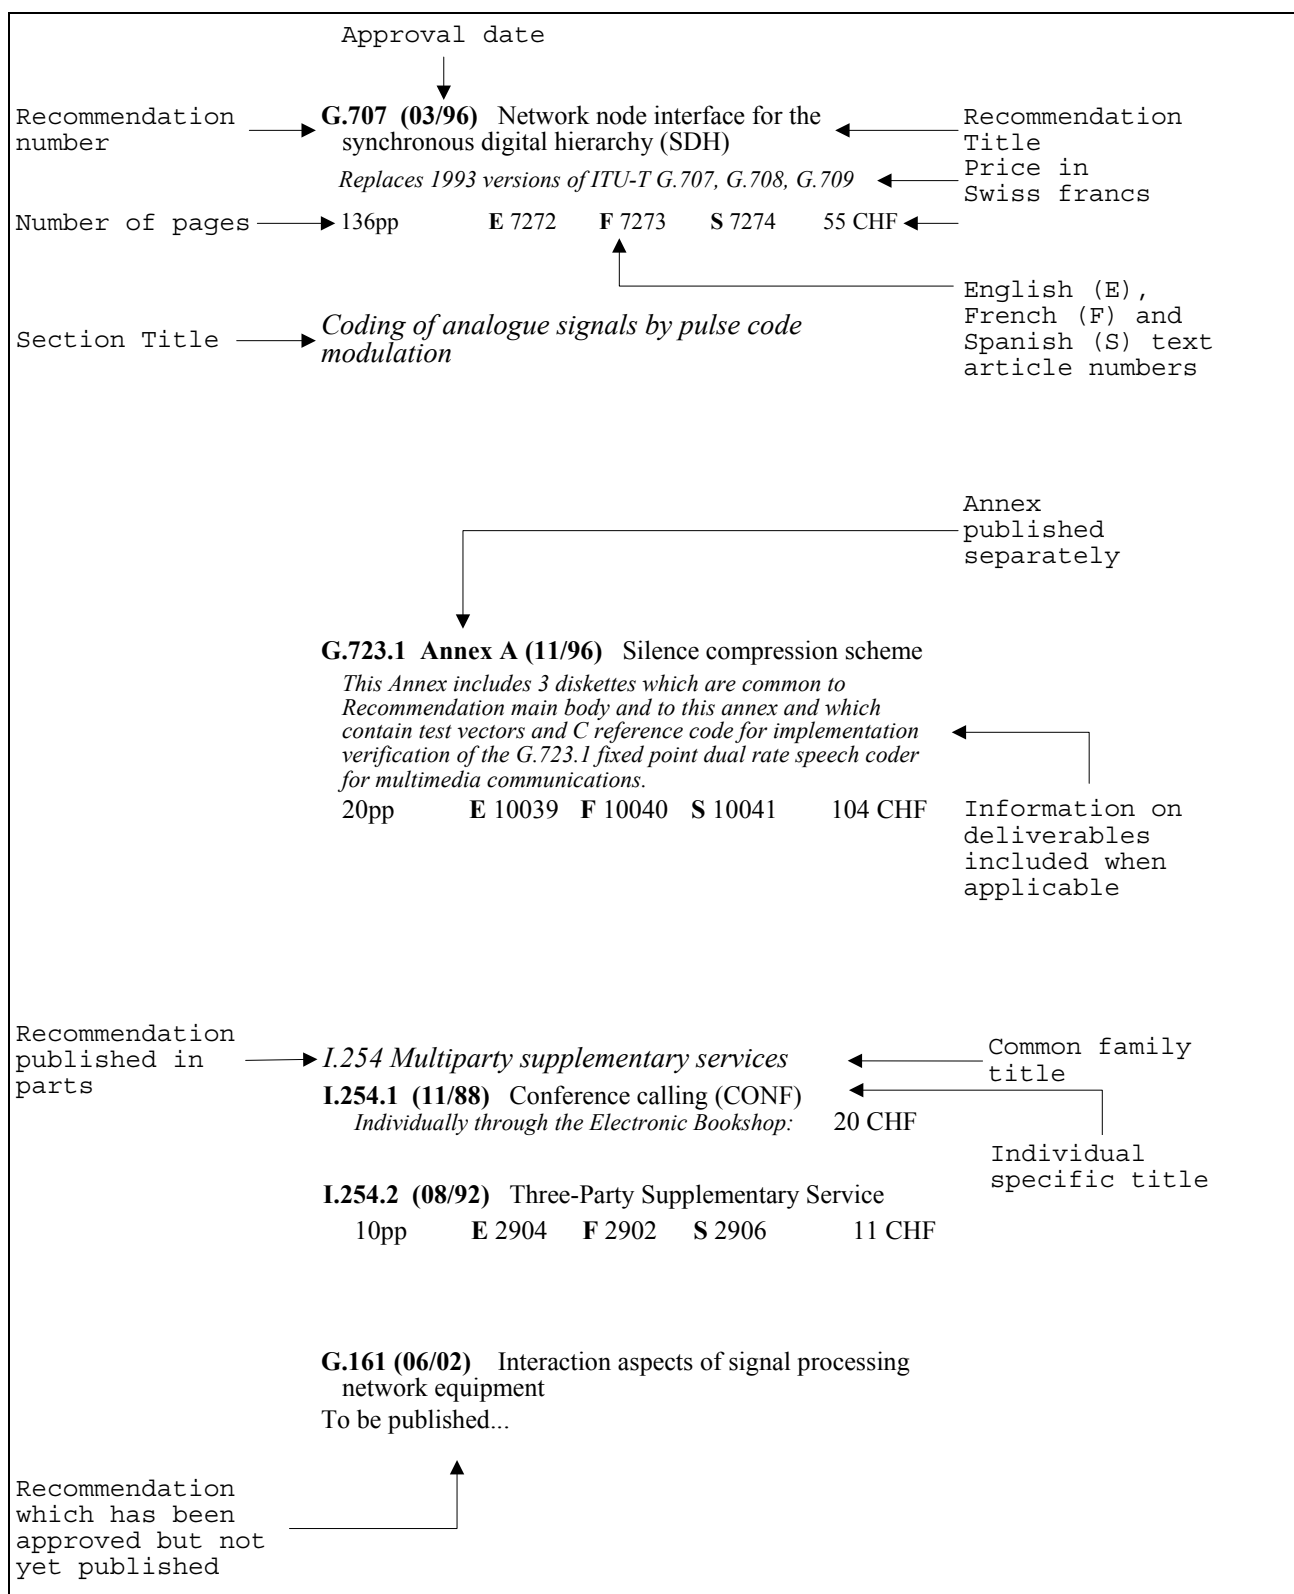 Approval date
Recommendation
number
G.707 (03/96) Network node interface for the
synchronous digital hierarchy (SDH)
Recommendation
Title
Replaces 1993 versions of ITU-T G.707, G.708, G.709
Price in
Swiss francs
Number of pages
136pp E 7272 F 7273 S 7274 55 CHF
English (E),
French (F) and
Spanish (S) text
article numbers
Section Title
Coding of analogue signals by pulse code
modulation
Annex
published
separately
G.723.1 Annex A (11/96) Silence compression scheme
This Annex includes 3 diskettes which are common to
Recommendation main body and to this annex and which
contain test vectors and C reference code for implementation
verification of the G.723.1 fixed point dual rate speech coder
for multimedia communications.
20pp E 10039 F 10040 S 10041 104 CHF
Information on
deliverables
included when
applicable
Recommendation
published in
parts
I.254 Multiparty supplementary services
Common family
title
I.254.1 (11/88) Conference calling (CONF)
Individually through the Electronic Bookshop: 20 CHF
Individual
specific title
I.254.2 (08/92) Three-Party Supplementary Service
10pp E 2904 F 2902 S 2906 11 CHF
G.161 (06/02) Interaction aspects of signal processing
network equipment
To be published...
Recommendation
which has been
approved but not
yet published